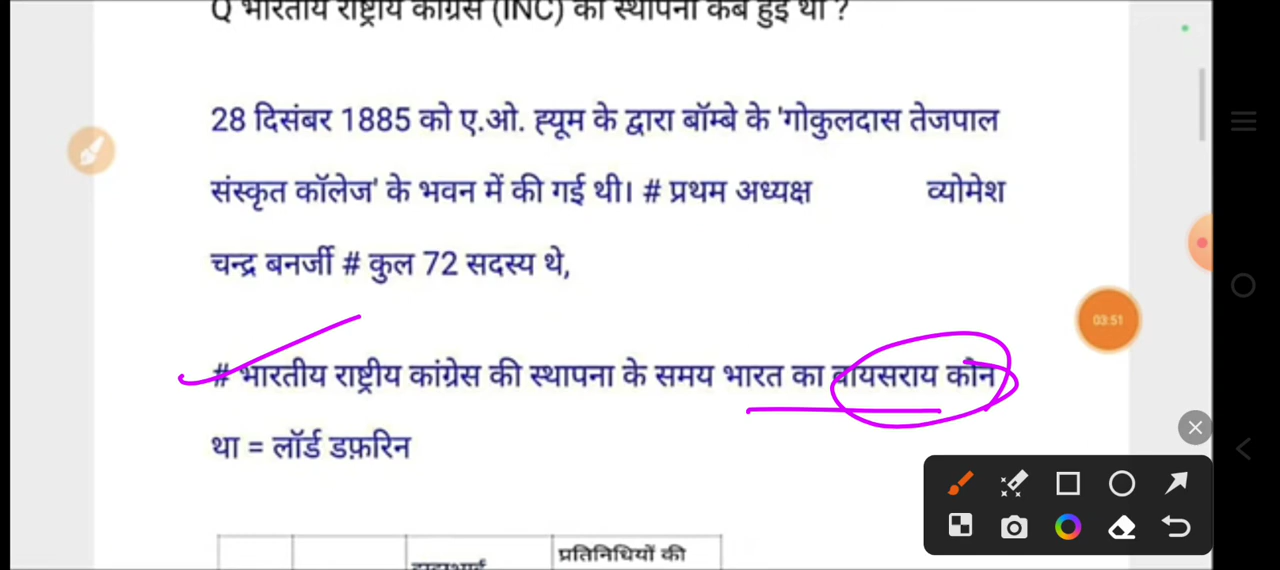 Q भारतीय राष्ट्रीय कांग्रेस (INC) की स्थापना कब हुई थी ?
28 दिसंबर 1885 को ए.ओ. ह्यूम के द्वारा बॉम्बे के 'गोकुलदास तेजपाल
संस्कृत कॉलेज' के भवन में की गई थी। # प्रथम अध्यक्ष व्योमेश
चन्द्र बनर्जी # कुल 72 सदस्य थे,
03:51
# भारतीय राष्ट्रीय कांग्रेस की स्थापना के समय भारत का वायसराय कौन
था = लॉर्ड डफ़रिन
प्रतिनिधियों की